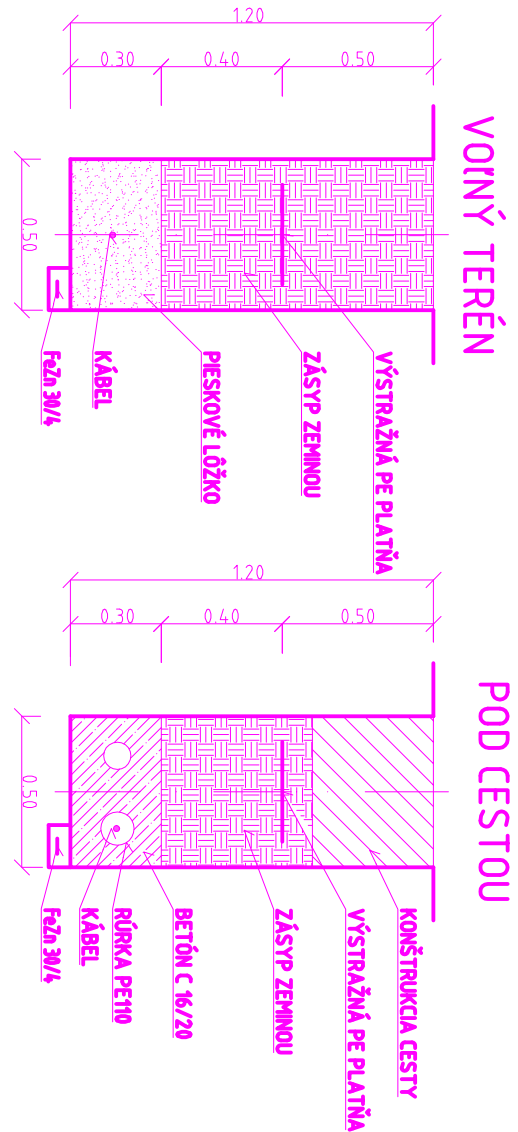 VOĽNÝ TERÉN
1.20
0.30
0.40
0.50
0.50
VÝSTRAŽNÁ PE PLATŇA
ZÁSYP ZEMINOU
PIESKOVÉ LÔŽKO
KÁBEL
FeZn 30/4
POD CESTOU
1.20
0.30
0.40
0.50
0.50
KONŠTRUKCIA CESTY
VÝSTRAŽNÁ PE PLATŇA
ZÁSYP ZEMINOU
BETÓN C 16/20
RÚRKA PE110
KÁBEL
FeZn 30/4